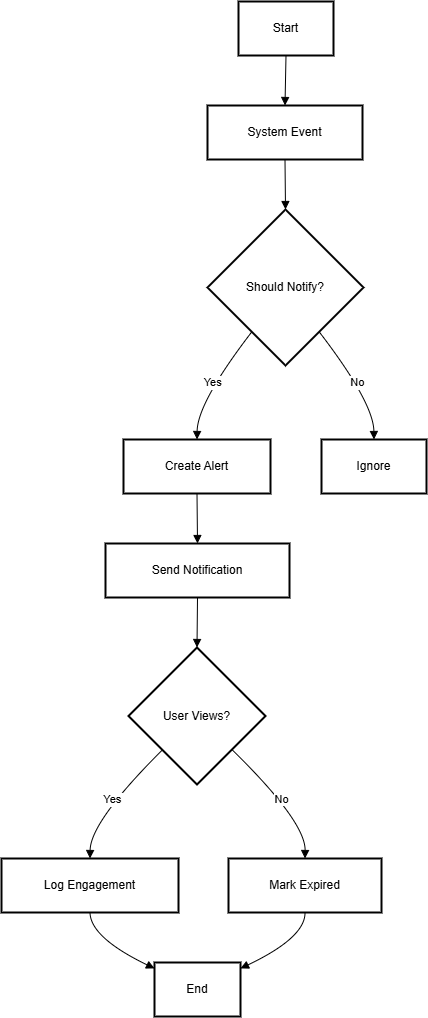 Start
System Event
Should Notify?
Yes
No
Create Alert
Ignore
Send Notification
User Views?
Yes
No
Log Engagement
Mark Expired
End